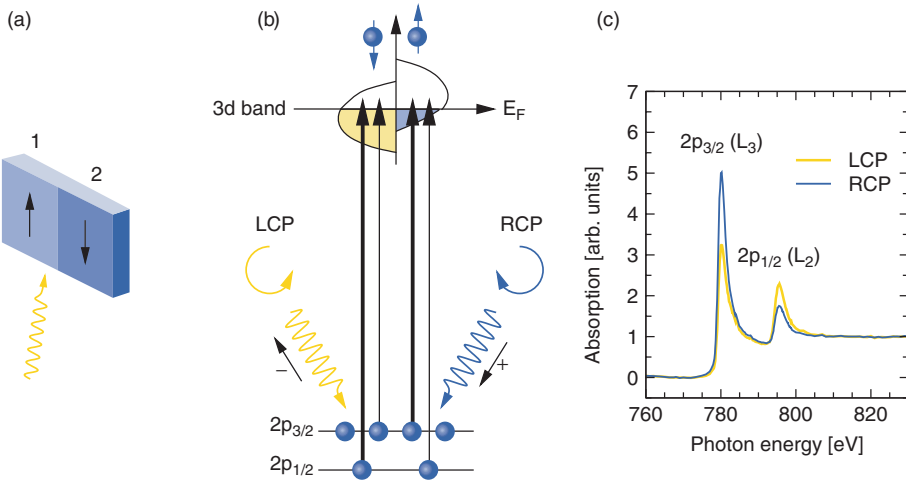 (a)
1
2
(b)
3d band
E_F
LCP
RCP
−
+
2p3/2
2p1/2
(c)
Absorption [arb. units]
7
6
5
4
3
2
1
0
2p3/2 (L3)
2p1/2 (L2)
LCP
RCP
760 780 800 820
Photon energy [eV]